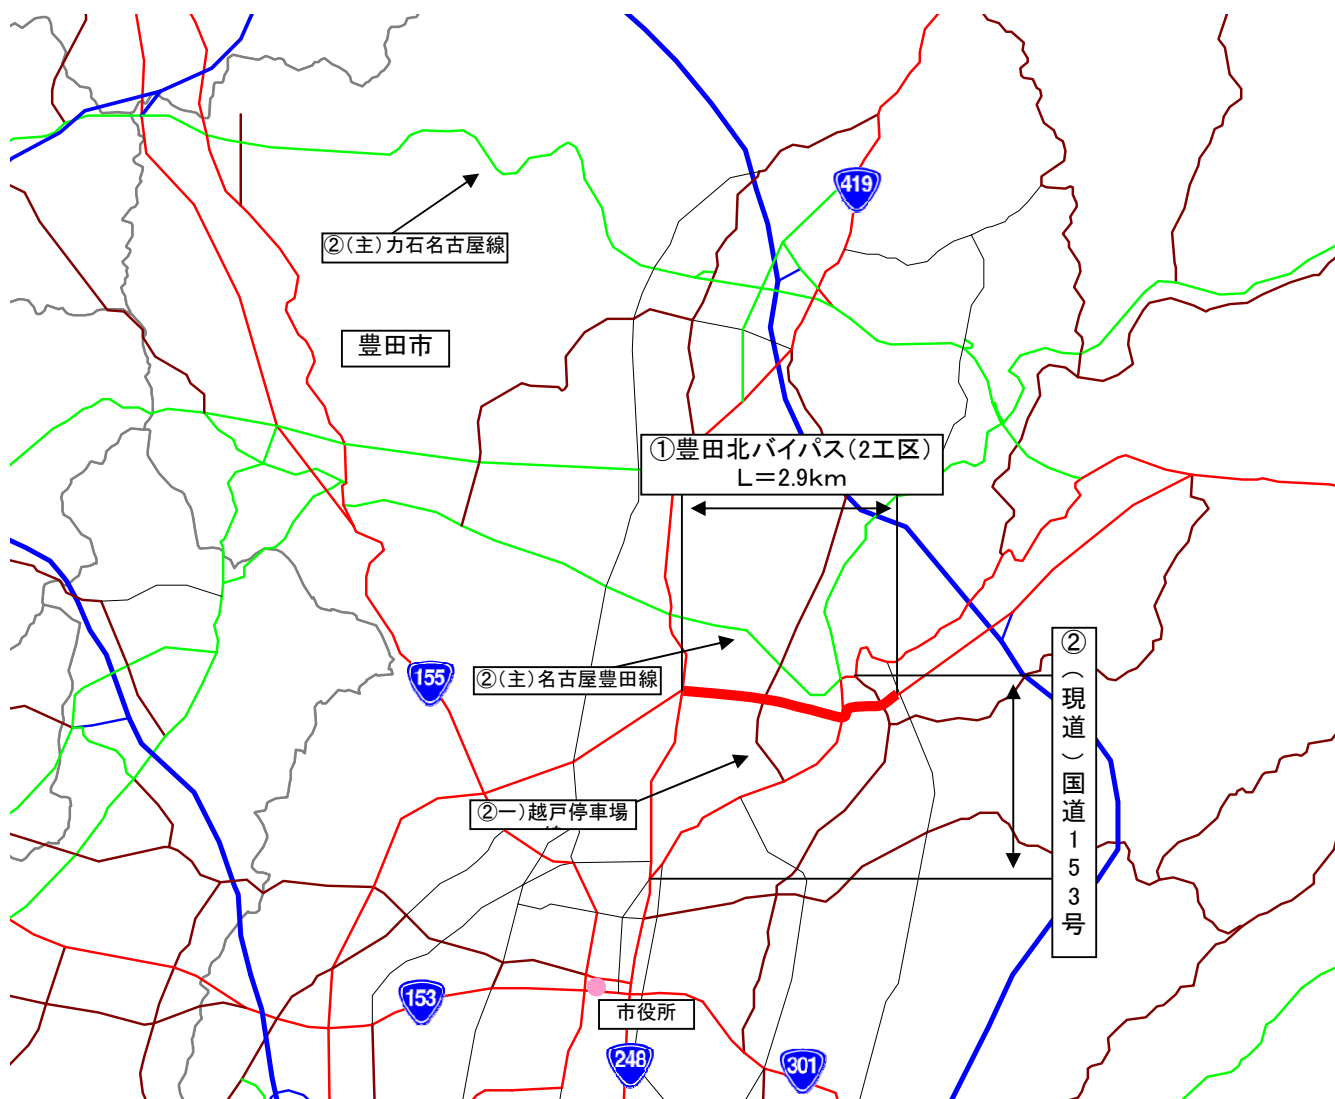 419
②(主)力石名古屋線
豊田市
①豊田北バイパス(2工区)
L=2.9km
②(主)名古屋豊田線
155
②(現道)国道153号
②一)越戸停車場
153
市役所
248
301